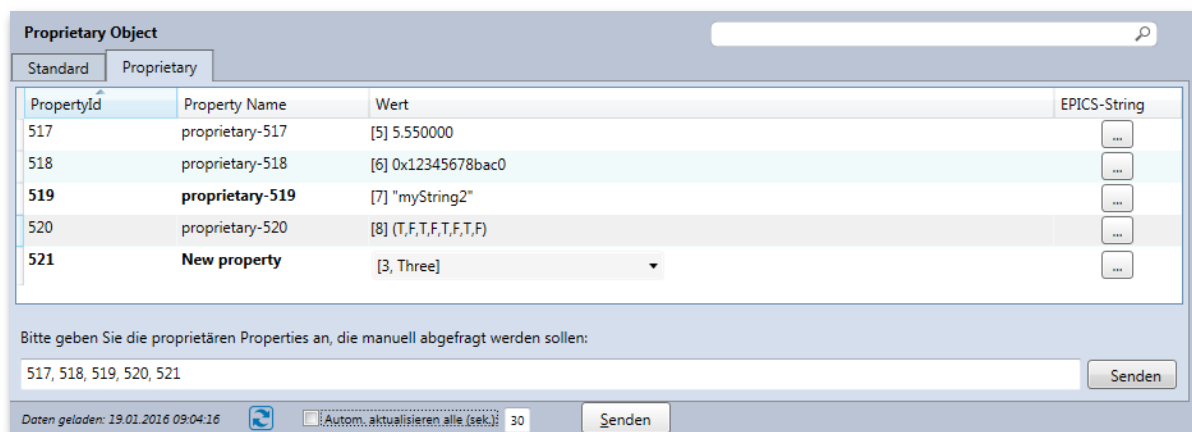 Proprietary Object
Standard Proprietary
PropertyId Property Name Wert EPICS-String
517 proprietary-517 [5] 5.550000 ...
518 proprietary-518 [6] 0x12345678bac0 ...
519 proprietary-519 [7] "myString2" ...
520 proprietary-520 [8] (T,F,T,F,T,F,T,F) ...
521 New property [3, Three] ...
Bitte geben Sie die proprietären Properties an, die manuell abgefragt werden sollen:
517, 518, 519, 520, 521 Senden
Daten geladen: 19.01.2016 09:04:16 Autom. aktualisieren alle (sek.): 30 Senden